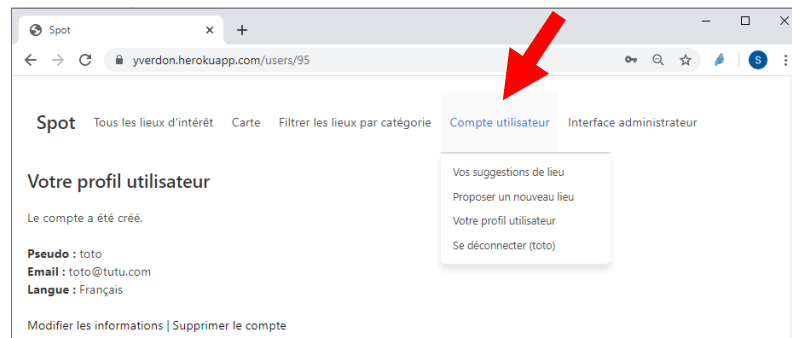 Spot
yverdon.herokuapp.com/users/95
S
Spot Tous les lieux d'intérêt Carte Filtrer les lieux par catégorie Compte utilisateur Interface administrateur
Vos suggestions de lieu
Proposer un nouveau lieu
Votre profil utilisateur
Se déconnecter (toto)
Votre profil utilisateur
Le compte a été créé.
Pseudo : toto
Email : toto@tutu.com
Langue : Français
Modifier les informations | Supprimer le compte